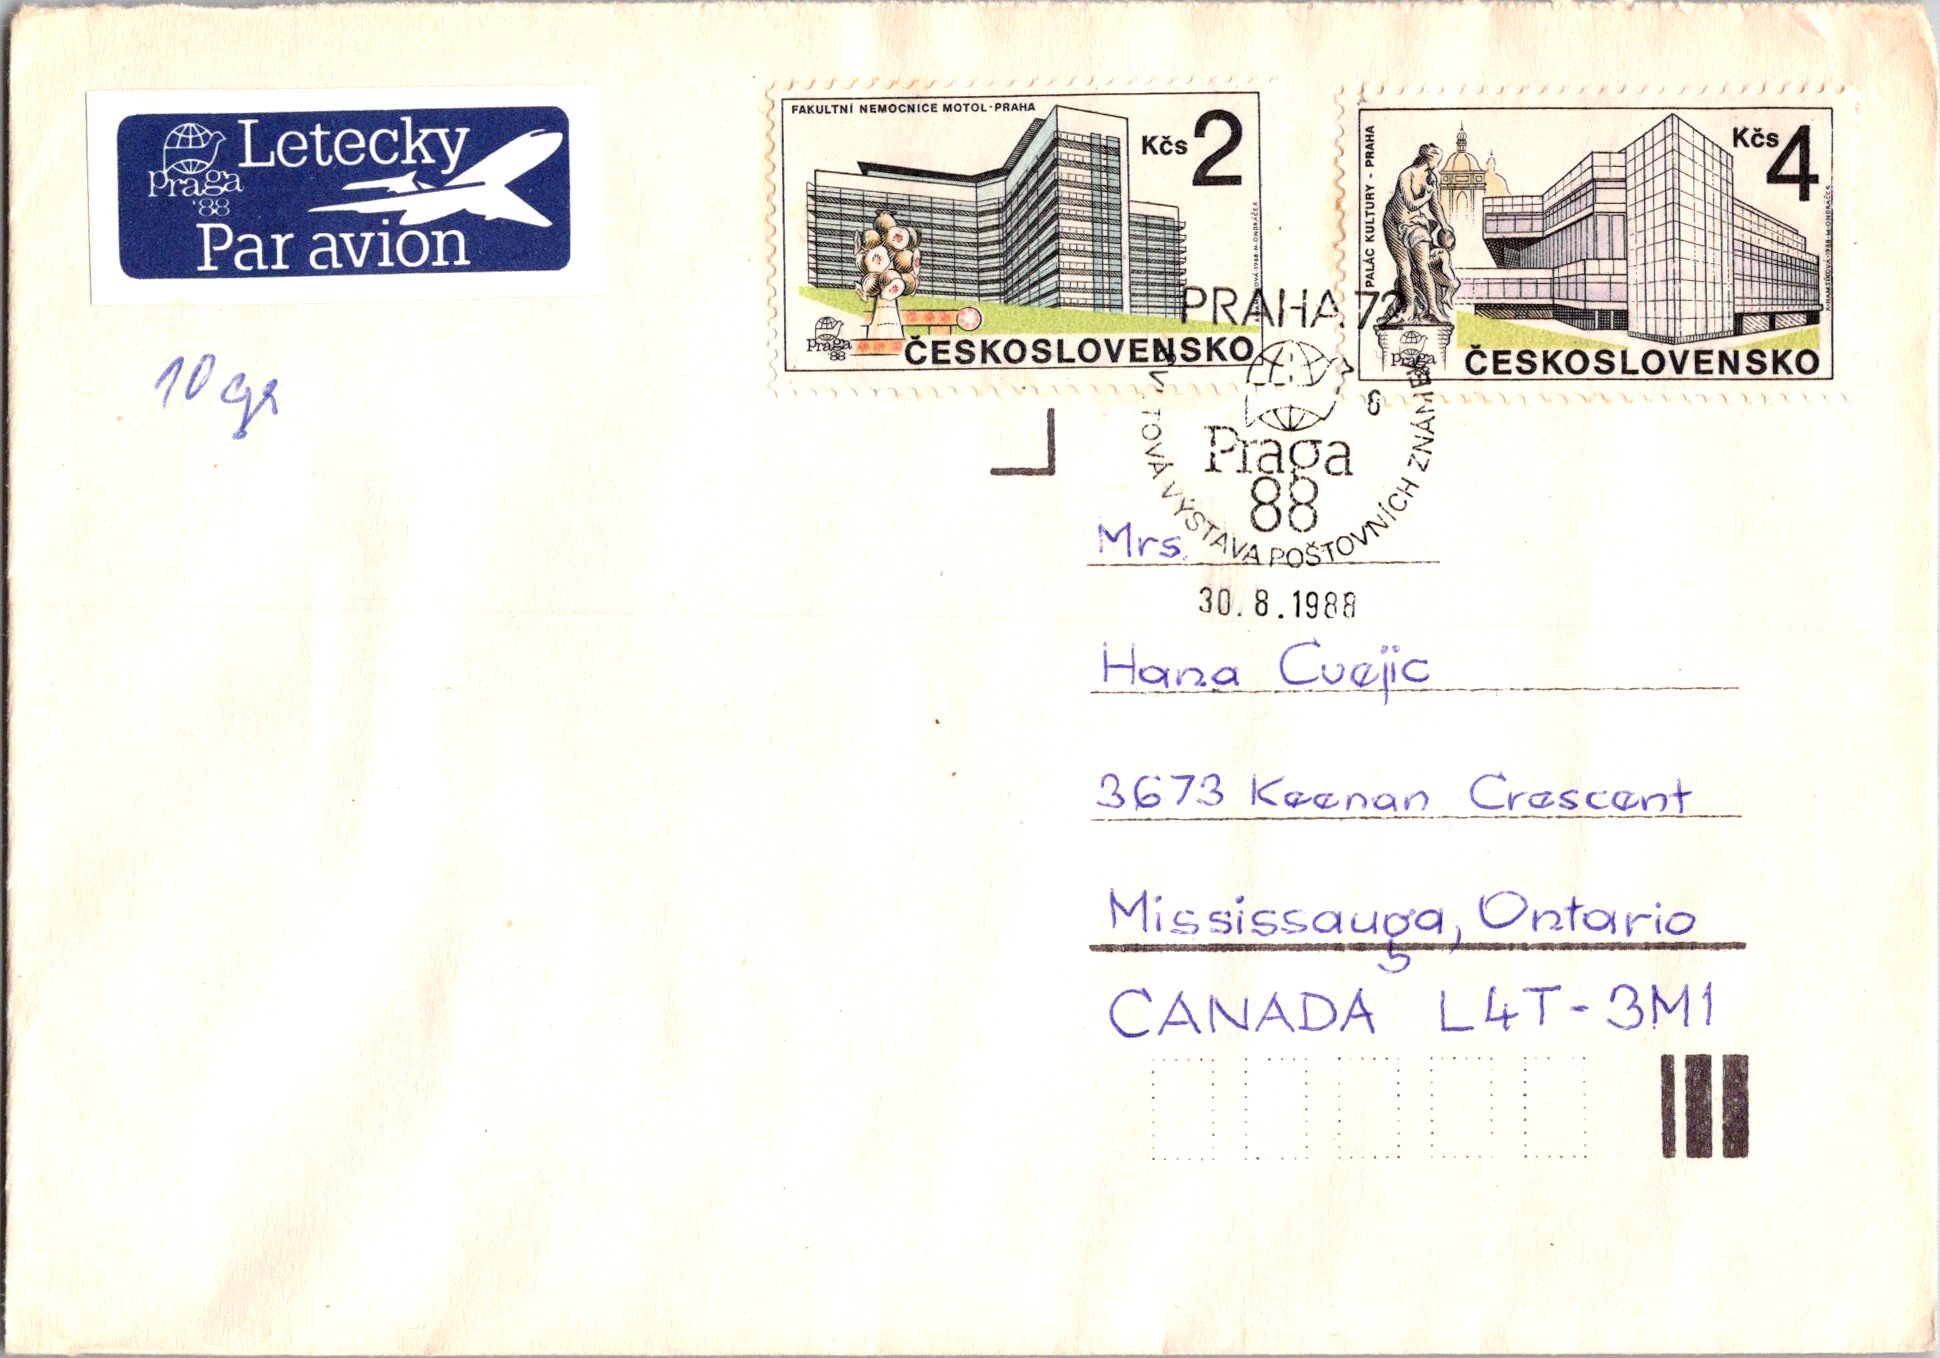 Letecky
praga
'88
Par avion
10 gr
FAKULTNÍ NEMOCNICE MOTOL-PRAHA
Kčs 2
praga
88
ČESKOSLOVENSKO
PALÁC KULTURY - PRAHA
Kčs 4
praga
ČESKOSLOVENSKO
PRAHA 72
6
Praga
88
TOVÁ VÝSTAVA POŠTOVNÍCH ZNÁMEK
30.8.1988
Mrs.
Hana Cvejic
3673 Keenan Crescent
Mississauga, Ontario
CANADA L4T-3M1